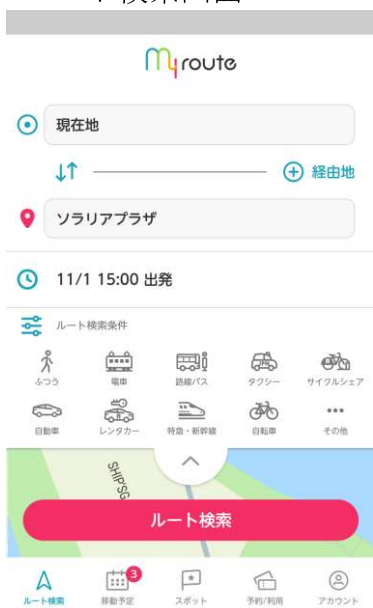 my route
現在地
経由地
ソラリアプラザ
11/1 15:00 出発
ルート検索条件
ふつう 電車 路線バス タクシー サイクルシェア
自動車 レンタカー 特急・新幹線 自転車 その他
SHIP'SG
ルート検索
3
ルート検索 移動予定 スポット 予約/利用 アカウント